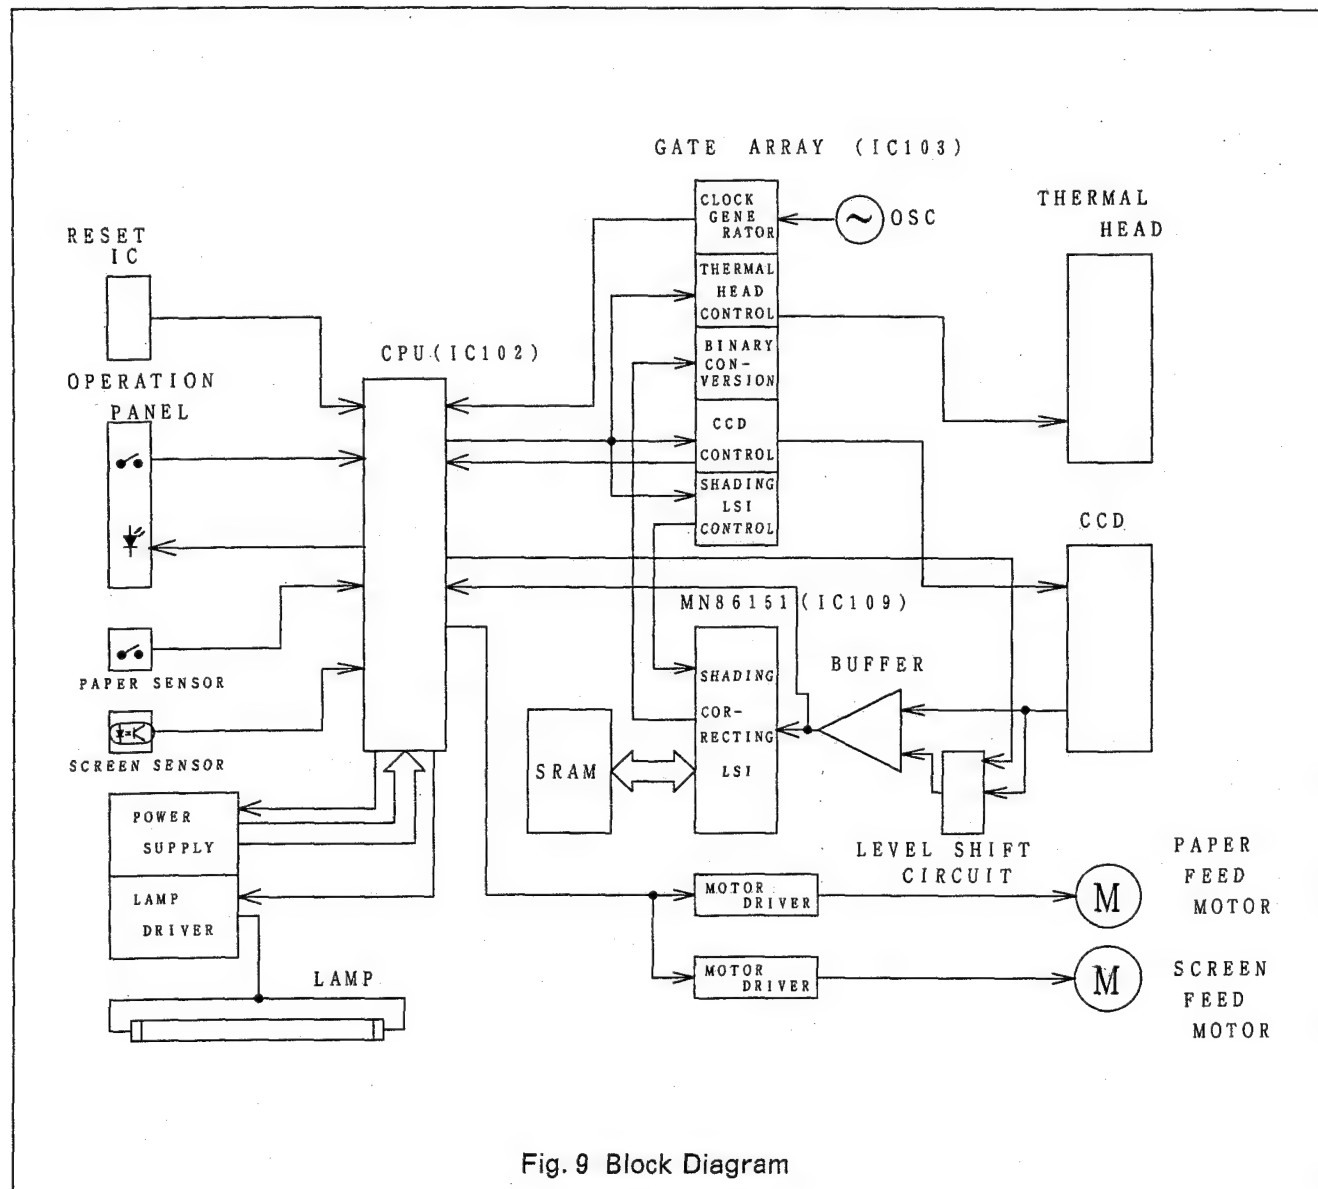 GATE ARRAY (IC103)
CLOCK
GENE
RATOR
OSC
THERMAL
HEAD
RESET
IC
THERMAL
HEAD
CONTROL
CPU(IC102)
BINARY
CON-
VERSION
OPERATION
PANEL
CCD
CONTROL
SHADING
LSI
CONTROL
CCD
MN86151(IC109)
BUFFER
SHADING
COR-
RECTING
LSI
PAPER SENSOR
SCREEN SENSOR
SRAM
POWER
SUPPLY
LEVEL SHIFT
CIRCUIT
PAPER
FEED
MOTOR
LAMP
DRIVER
MOTOR
DRIVER
M
LAMP
MOTOR
DRIVER
M
SCREEN
FEED
MOTOR
Fig. 9 Block Diagram